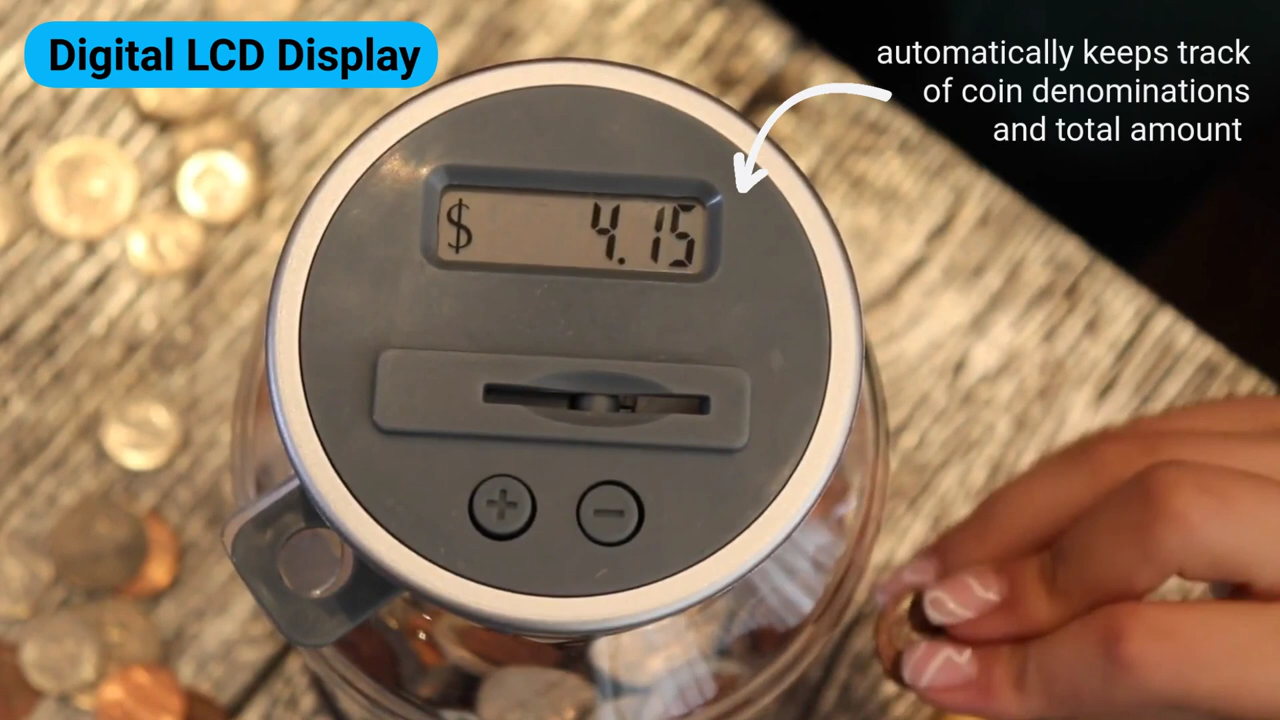 Digital LCD Display
automatically keeps track
of coin denominations
and total amount
$ 4.15
+ −